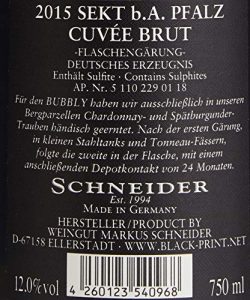 2015 SEKT b.A. PFALZ
CUVÉE BRUT
-FLASCHENGÄRUNG-
DEUTSCHES ERZEUGNIS
Enthält Sulfite · Contains Sulphites
AP. Nr. 5 110 229 01 18
Für den BUBBLY haben wir ausschließlich in unseren
Bergparzellen Chardonnay- und Spätburgunder-
Trauben händisch geerntet. Nach der ersten Gärung,
in kleinen Stahltanks und Tonneau-Fässern,
folgte die zweite in der Flasche, mit einem
anschließenden Depotkontakt von 24 Monaten.
SCHNEIDER
Est. 1994
MADE IN GERMANY
HERSTELLER /PRODUCT BY
WEINGUT MARKUS SCHNEIDER
D-67158 ELLERSTADT · WWW.BLACK-PRINT.NET
12.0%vol
750 ml
4 260123 540968